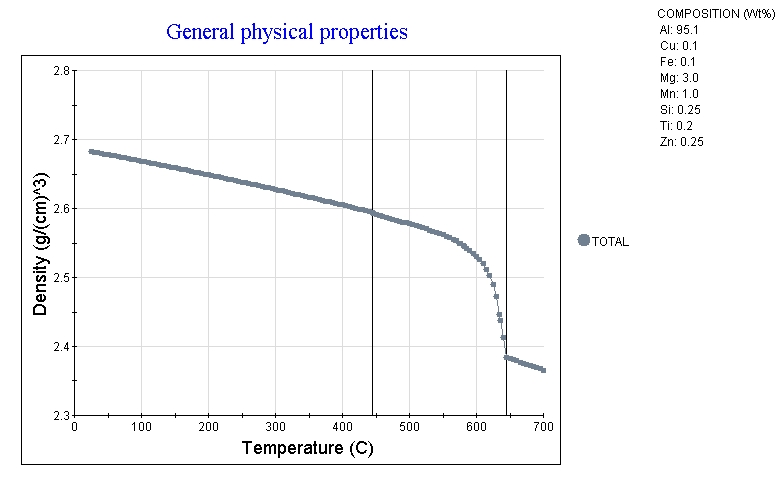 General physical properties
COMPOSITION (Wt%)
Al: 95.1
Cu: 0.1
Fe: 0.1
Mg: 3.0
Mn: 1.0
Si: 0.25
Ti: 0.2
Zn: 0.25
2.8
2.7
2.6
2.5
2.4
2.3
Density (g/(cm)^3)
0 100 200 300 400 500 600 700
Temperature (C)
TOTAL